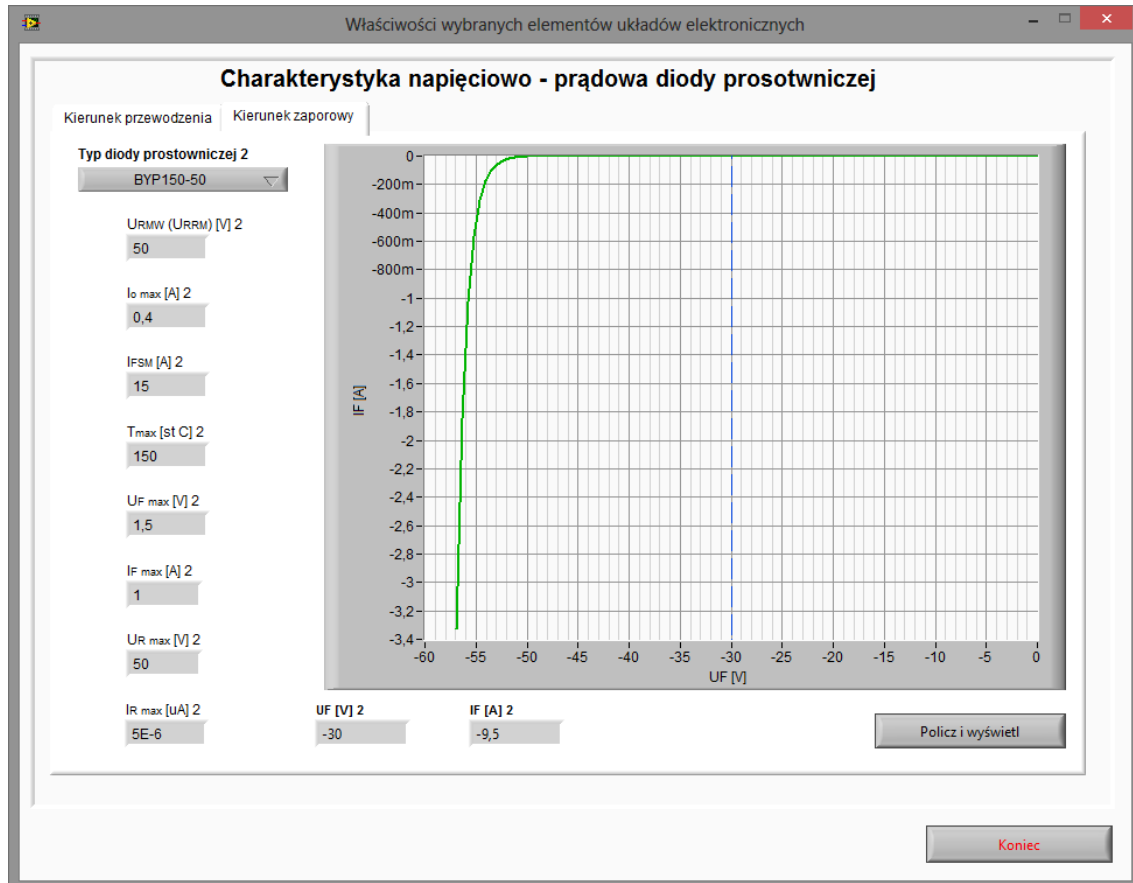 Właściwości wybranych elementów układów elektronicznych
Charakterystyka napięciowo - prądowa diody prosotwniczej
Kierunek przewodzenia
Kierunek zaporowy
Typ diody prostowniczej 2
BYP150-50
URMW (URRM) [V] 2
50
Io max [A] 2
0,4
IFSM [A] 2
15
Tmax [st C] 2
150
UF max [V] 2
1,5
IF max [A] 2
1
UR max [V] 2
50
IR max [uA] 2
5E-6
IF [A]
0
-200m
-400m
-600m
-800m
-1
-1,2
-1,4
-1,6
-1,8
-2
-2,2
-2,4
-2,6
-2,8
-3
-3,2
-3,4
-60 -55 -50 -45 -40 -35 -30 -25 -20 -15 -10 -5 0
UF [V]
UF [V] 2
-30
IF [A] 2
-9,5
Policz i wyświetl
Koniec